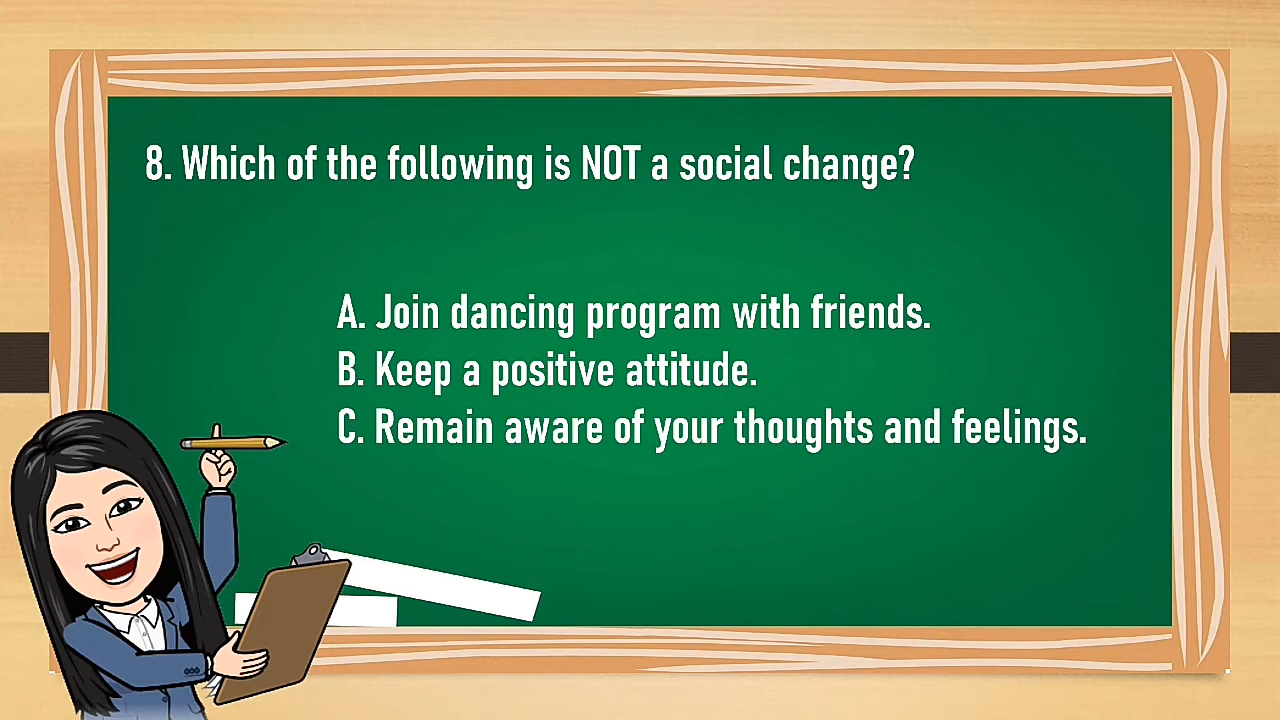 8. Which of the following is NOT a social change?
A. Join dancing program with friends.
B. Keep a positive attitude.
C. Remain aware of your thoughts and feelings.